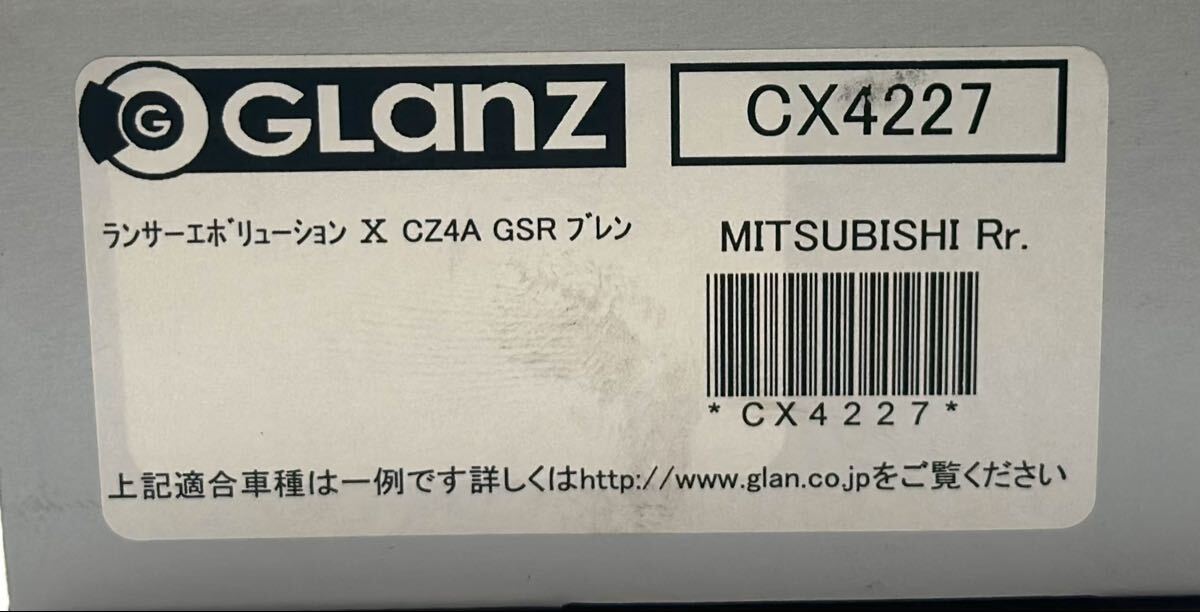 G GLanz
CX4227
ﾗﾝｻｰｴﾎﾞﾘｭｰｼｮﾝ Ⅹ CZ4A GSR ﾌﾞﾚﾝ
MITSUBISHI Rr.
*CX4227*
上記適合車種は一例です詳しくはhttp://www.glan.co.jpをご覧ください